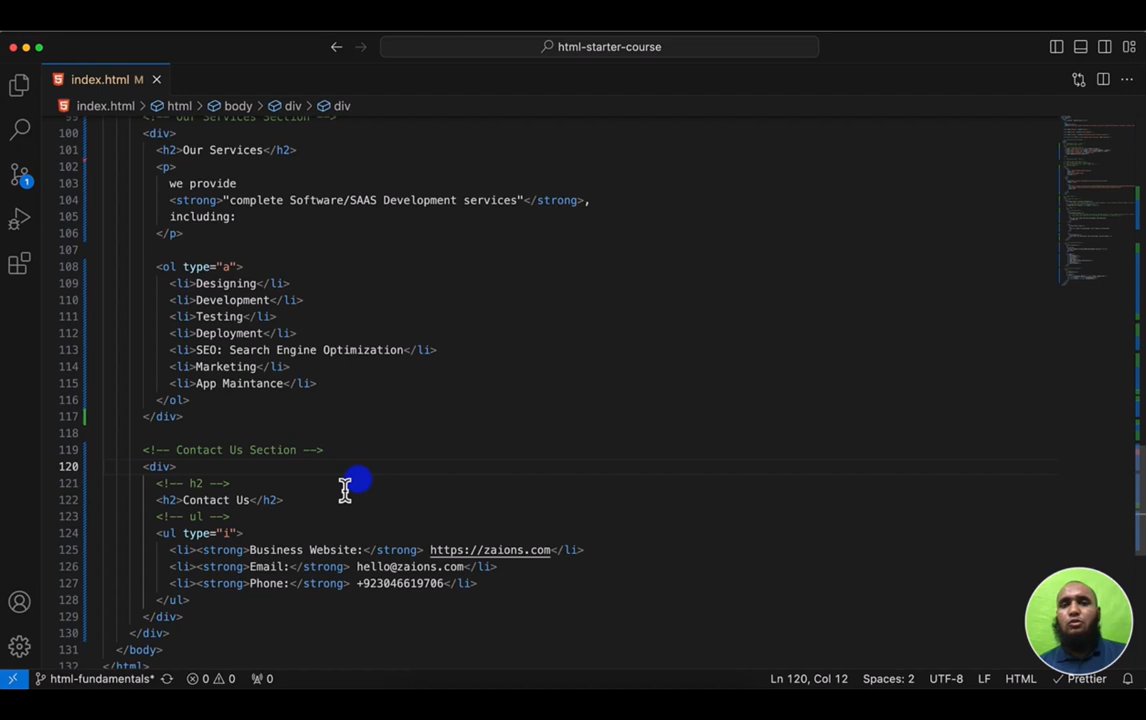 html-starter-course
index.html M
index.html > html > body > div > div
99 <!-- Our Services Section -->
100 <div>
101 <h2>Our Services</h2>
102 <p>
103 we provide
104 <strong>"complete Software/SAAS Development services"</strong>,
105 including:
106 </p>
107
108 <ol type="a">
109 <li>Designing</li>
110 <li>Development</li>
111 <li>Testing</li>
112 <li>Deployment</li>
113 <li>SEO: Search Engine Optimization</li>
114 <li>Marketing</li>
115 <li>App Maintance</li>
116 </ol>
117 </div>
118
119 <!-- Contact Us Section -->
120 <div>
121 <!-- h2 -->
122 <h2>Contact Us</h2>
123 <!-- ul -->
124 <ul type="i">
125 <li><strong>Business Website:</strong> https://zaions.com</li>
126 <li><strong>Email:</strong> hello@zaions.com</li>
127 <li><strong>Phone:</strong> +923046619706</li>
128 </ul>
129 </div>
130 </div>
131 </body>
132 </html>
1
html-fundamentals* 0 0 0 Ln 120, Col 12 Spaces: 2 UTF-8 LF HTML Prettier